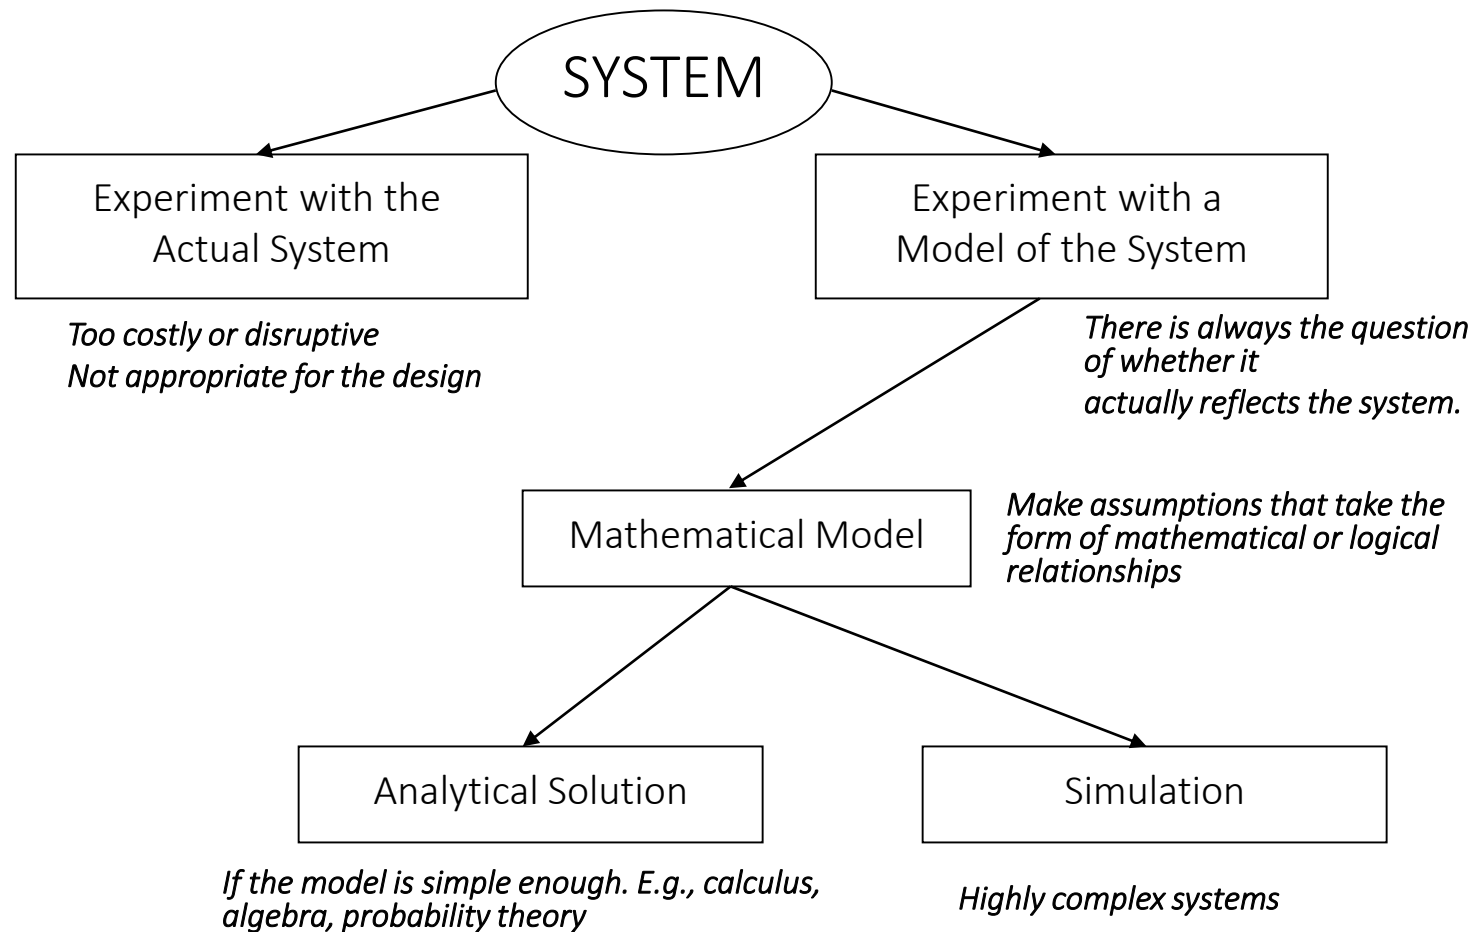 SYSTEM
Experiment with the
Actual System
Experiment with a
Model of the System
Too costly or disruptive
Not appropriate for the design
There is always the question
of whether it
actually reflects the system.
Mathematical Model
Make assumptions that take the
form of mathematical or logical
relationships
Analytical Solution
Simulation
If the model is simple enough. E.g., calculus,
algebra, probability theory
Highly complex systems